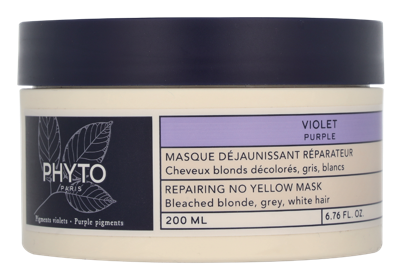 VIOLET
PURPLE
PHYTO
PARIS
Pigments violets - Purple pigments
MASQUE DÉJAUNISSANT RÉPARATEUR
Cheveux blonds décolorés, gris, blancs
REPAIRING NO YELLOW MASK
Bleached blonde, grey, white hair
200 ML
6.76 FL. OZ.